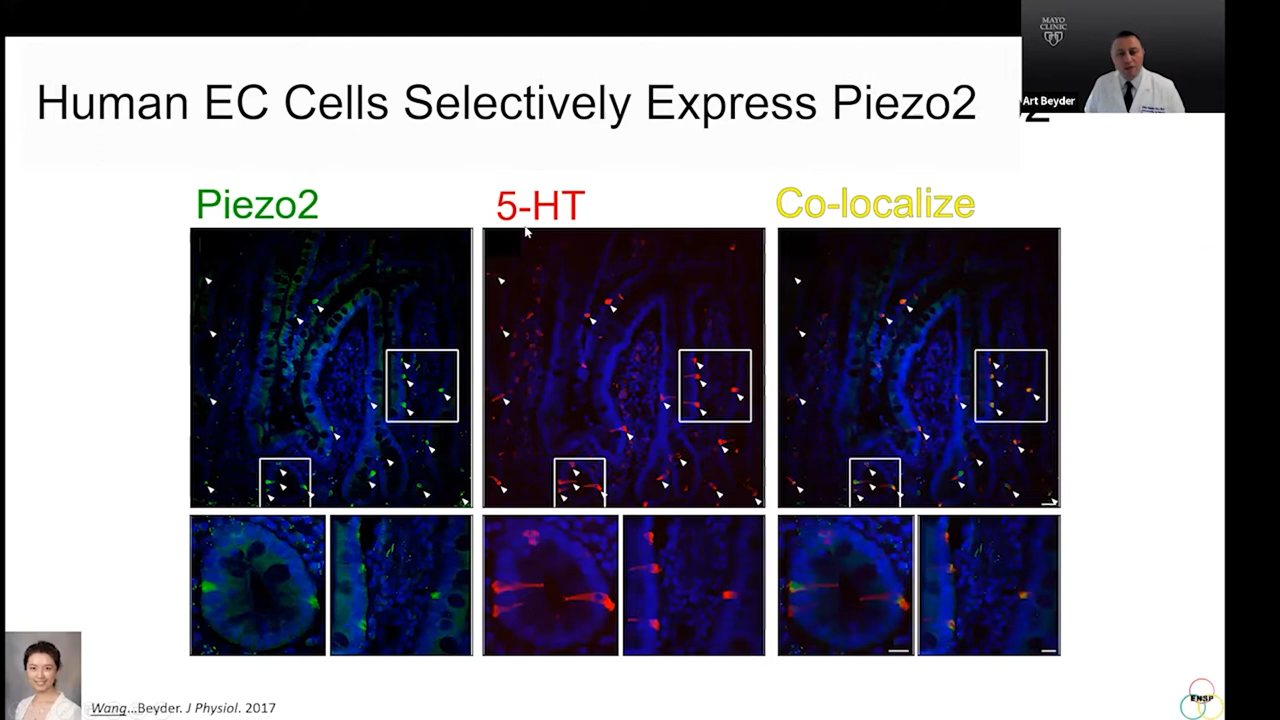 MAYO
CLINIC
Art Beyder
Human EC Cells Selectively Express Piezo2
Piezo2
5-HT
Co-localize
Wang...Beyder. J Physiol. 2017
ENSP